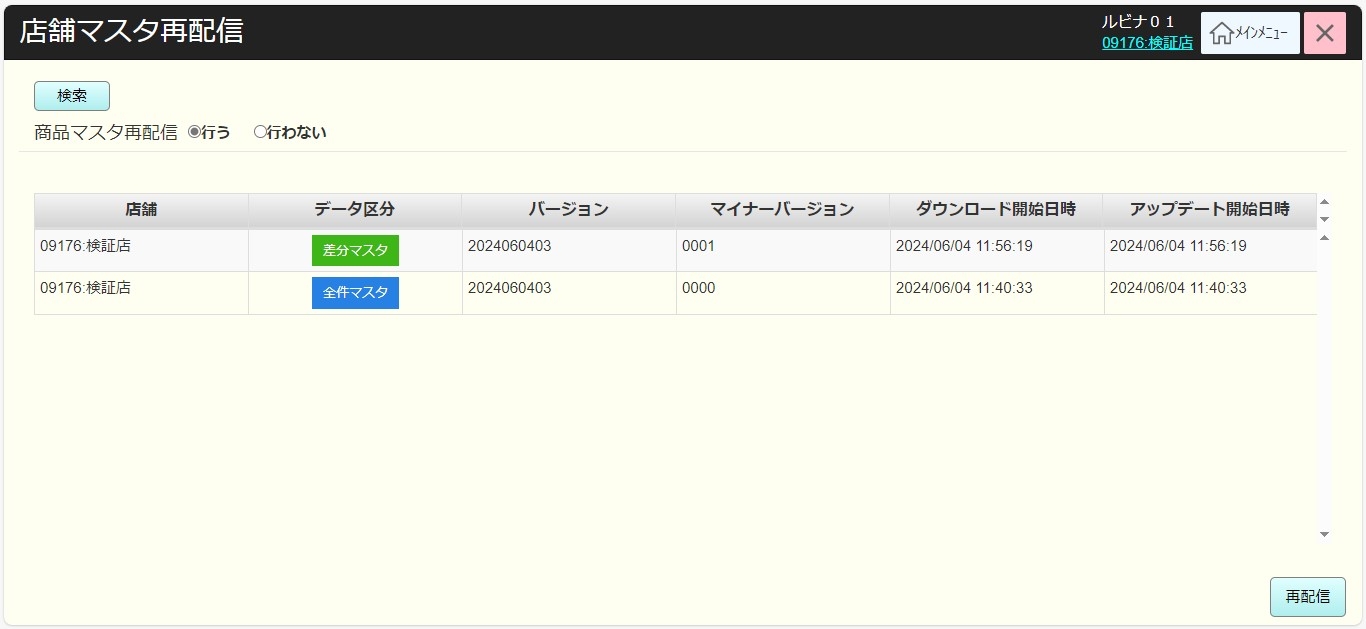 店舗マスタ再配信
ルビナ０１
09176:検証店
ﾒｲﾝﾒﾆｭｰ
検索
商品マスタ再配信 行う 行わない
店舗 データ区分 バージョン マイナーバージョン ダウンロード開始日時 アップデート開始日時
09176:検証店 差分マスタ 2024060403 0001 2024/06/04 11:56:19 2024/06/04 11:56:19
09176:検証店 全件マスタ 2024060403 0000 2024/06/04 11:40:33 2024/06/04 11:40:33
再配信